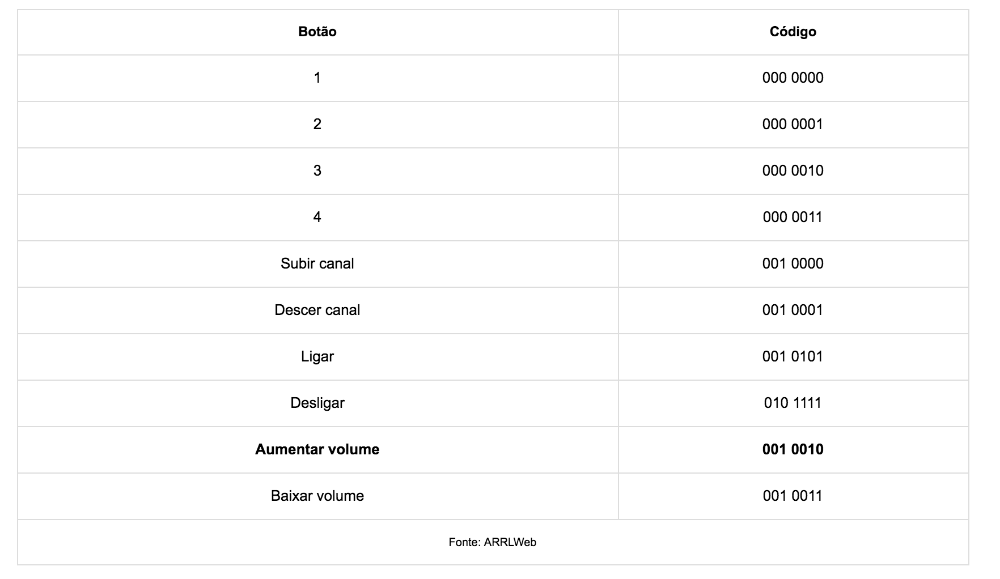 Botão Código
1 000 0000
2 000 0001
3 000 0010
4 000 0011
Subir canal 001 0000
Descer canal 001 0001
Ligar 001 0101
Desligar 010 1111
Aumentar volume 001 0010
Baixar volume 001 0011
Fonte: ARRLWeb